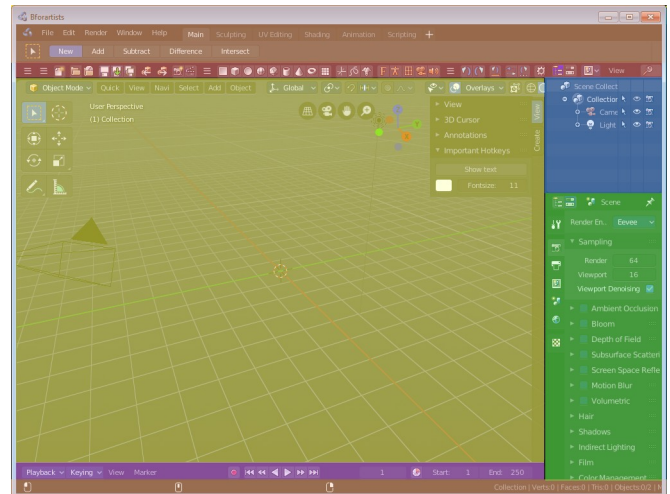 Bforartists
File Edit Render Window Help Main Sculpting UV Editing Shading Animation Scripting +
New Add Subtract Difference Intersect
View
Object Mode Quick View Navi Select Add Object Global Overlays
User Perspective
(1) Collection
View
3D Cursor
Annotations
Important Hotkeys
Show text
Fontsize: 11
View
Create
Scene Collect
Collection
Came
Light
Scene
Render En.. Eevee
Sampling
Render 64
Viewport 16
Viewport Denoising
Ambient Occlusion
Bloom
Depth of Field
Subsurface Scatteri
Screen Space Refle
Motion Blur
Volumetric
Hair
Shadows
Indirect Lighting
Film
Color Management
Playback Keying View Marker 1 Start: 1 End: 250
Collection | Verts:0 | Faces:0 | Tris:0 | Objects:0/2 |